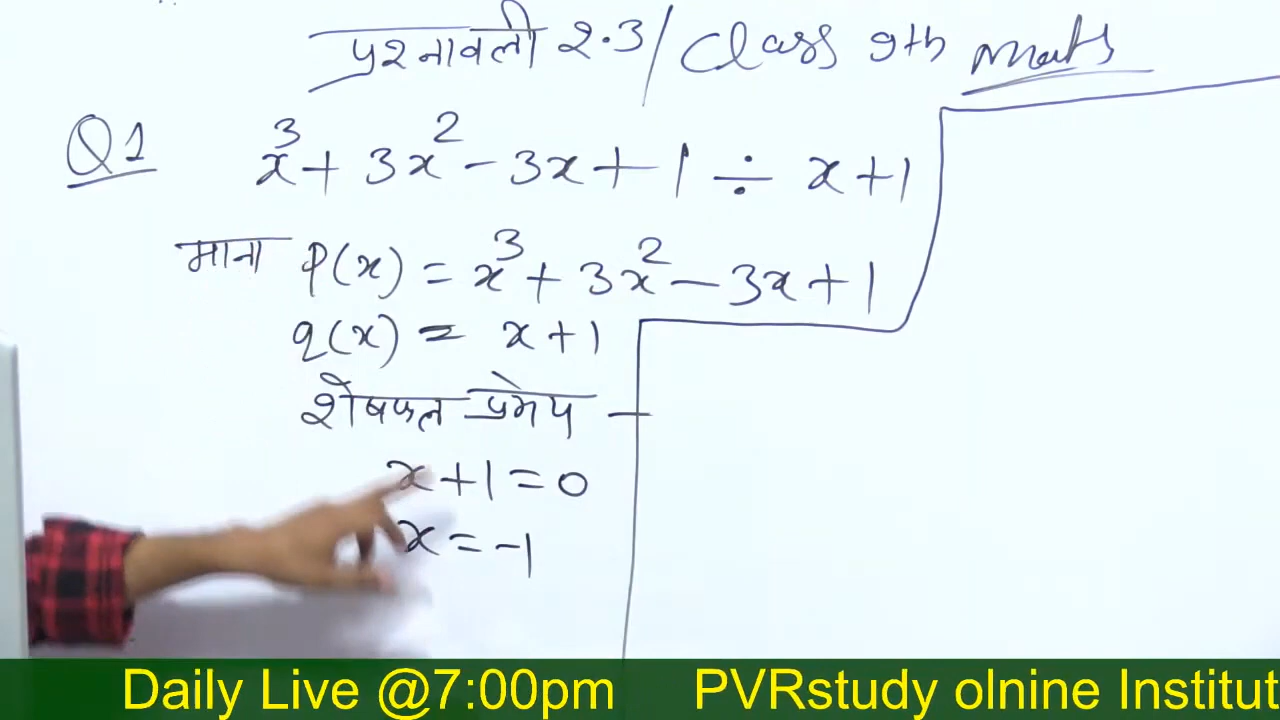 प्रश्नावली 2.3 / Class 9th Maths
Q1 x³ + 3x² - 3x + 1 ÷ x + 1
माना p(x) = x³ + 3x² - 3x + 1
q(x) = x + 1
शेषफल प्रमेय -
x + 1 = 0
x = -1
Daily Live @7:00pm PVRstudy olnine Institut